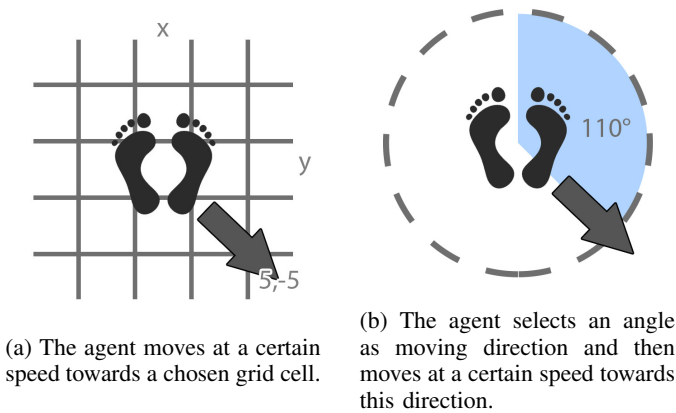 x
y
5,-5
110°
(a) The agent moves at a certain
speed towards a chosen grid cell.
(b) The agent selects an angle
as moving direction and then
moves at a certain speed towards
this direction.